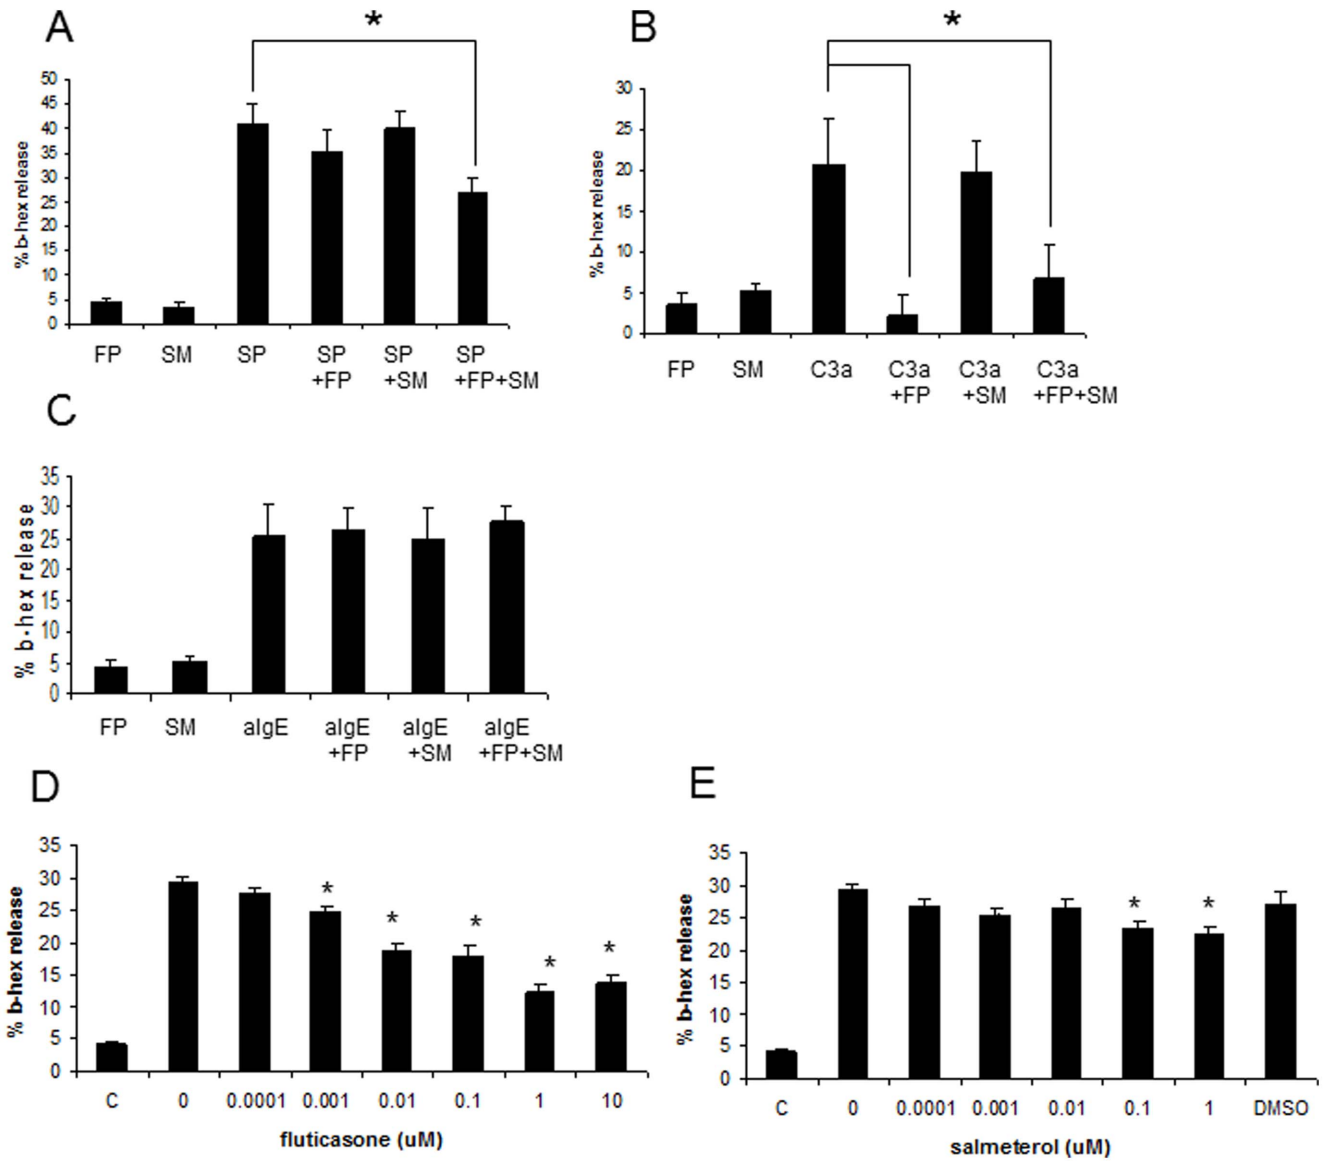 A
*
50
45
40
35
30
25
20
15
10
5
0
% b-hex release
FP SM SP SP SP SP
+FP +SM +FP+SM
B
*
30
25
20
15
10
5
0
% b-hex release
FP SM C3a C3a C3a C3a
+FP +SM +FP+SM
C
35
30
25
20
15
10
5
0
% b-hex release
FP SM aIgE aIgE aIgE aIgE
+FP +SM +FP+SM
D
35
30
25
20
15
10
5
0
% b-hex release
* * * * *
C 0 0.0001 0.001 0.01 0.1 1 10
fluticasone (uM)
E
35
30
25
20
15
10
5
0
% b-hex release
* *
C 0 0.0001 0.001 0.01 0.1 1 DMSO
salmeterol (uM)